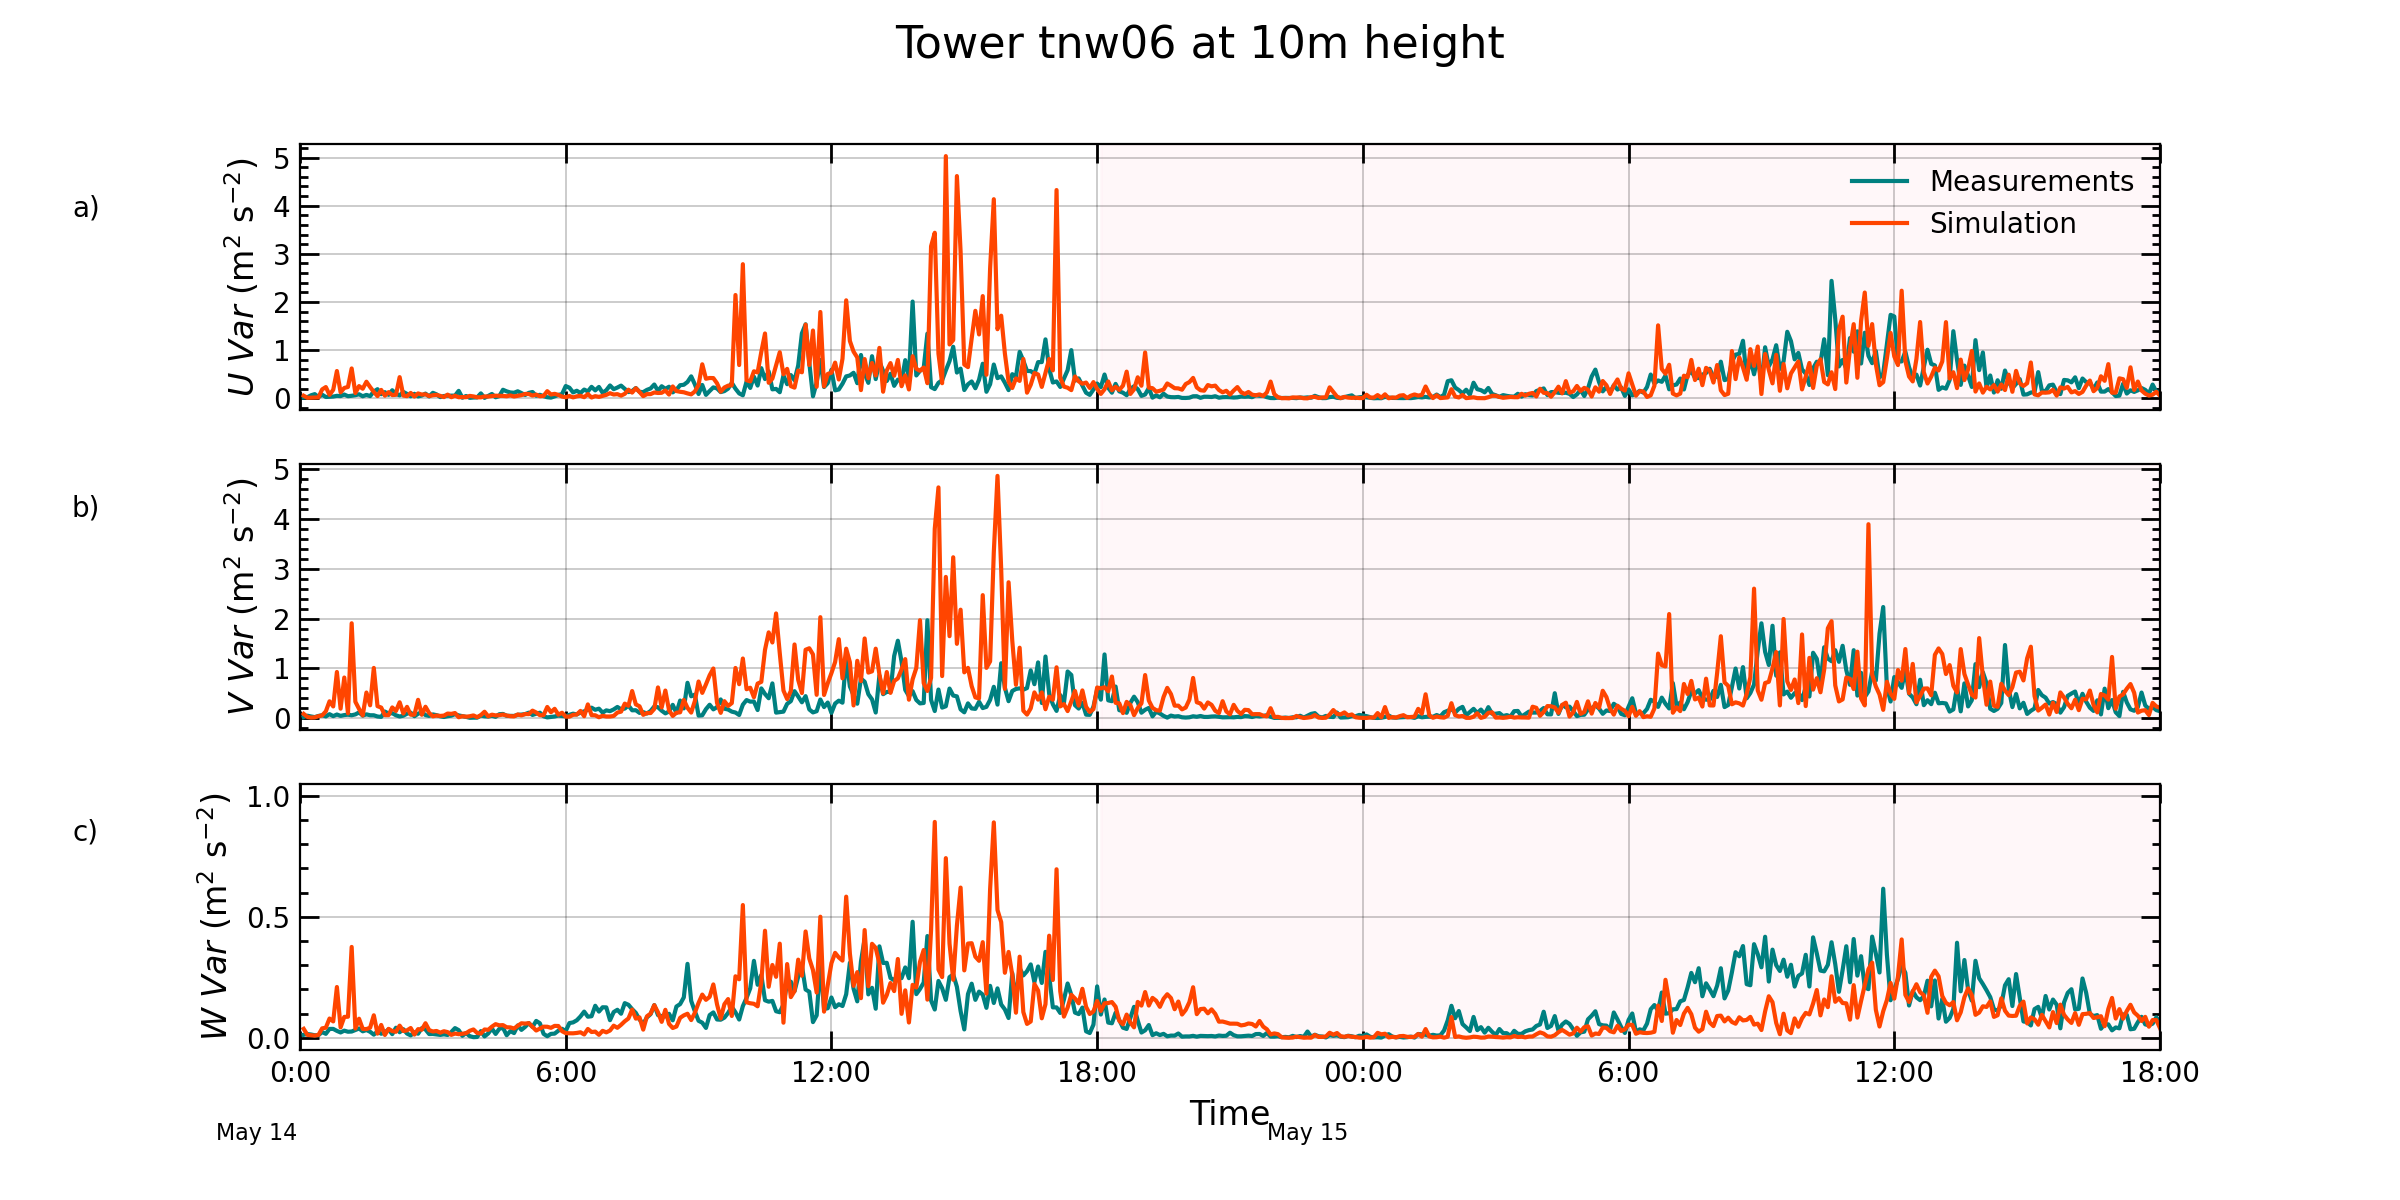 Tower tnw06 at 10m height
a)
U Var (m² s⁻²)
5
4
3
2
1
0
Measurements
Simulation
b)
V Var (m² s⁻²)
5
4
3
2
1
0
c)
W Var (m² s⁻²)
1.0
0.5
0.0
0:00 6:00 12:00 18:00 00:00 6:00 12:00 18:00
Time
May 14 May 15